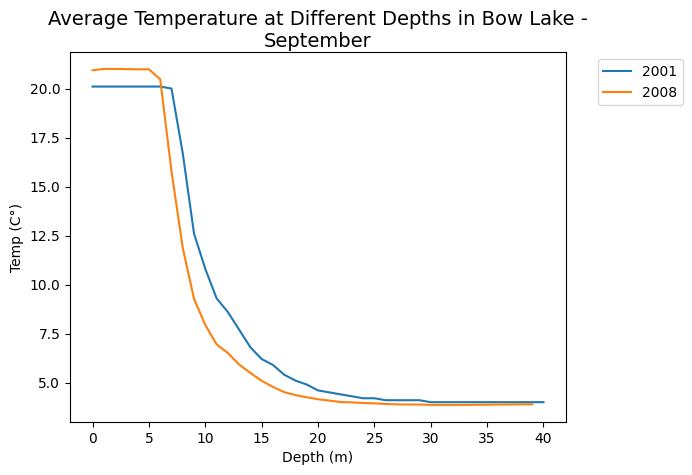 Average Temperature at Different Depths in Bow Lake -
September
2001
2008
20.0
17.5
15.0
12.5
10.0
7.5
5.0
Temp (C°)
0 5 10 15 20 25 30 35 40
Depth (m)